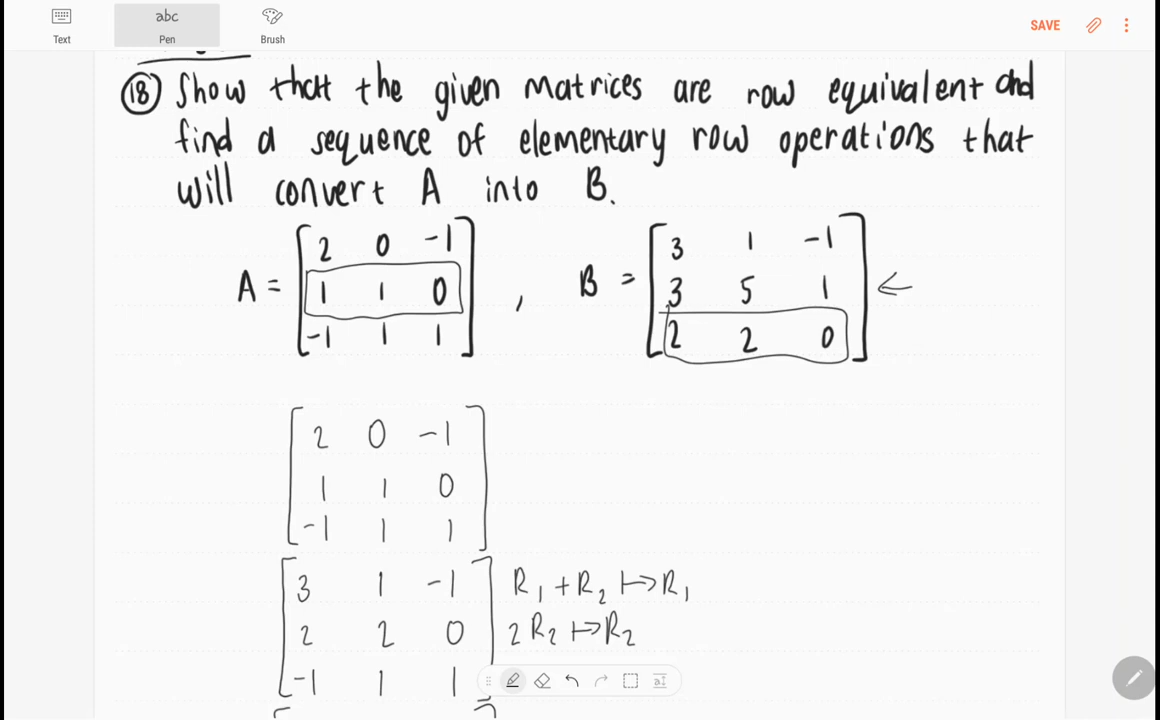 abc
Text Pen Brush SAVE
(18) Show that the given matrices are row equivalent and
find a sequence of elementary row operations that
will convert A into B.
A = [2 0 -1
1 1 0
-1 1 1] , B = [3 1 -1
3 5 1
2 2 0] ←
[2 0 -1
1 1 0
-1 1 1]
[3 1 -1 R₁ + R₂ ↦ R₁
2 2 0 2R₂ ↦ R₂
-1 1 1]